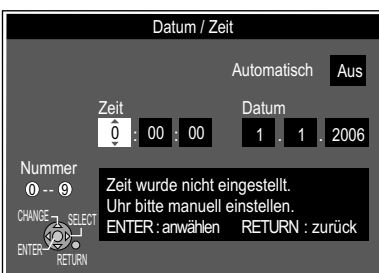 Datum / Zeit
Automatisch Aus
Zeit Datum
0 : 00 : 00 1 . 1 . 2006
Nummer
0 -- 9
Zeit wurde nicht eingestellt.
Uhr bitte manuell einstellen.
ENTER : anwählen RETURN : zurück
CHANGE
SELECT
ENTER
RETURN